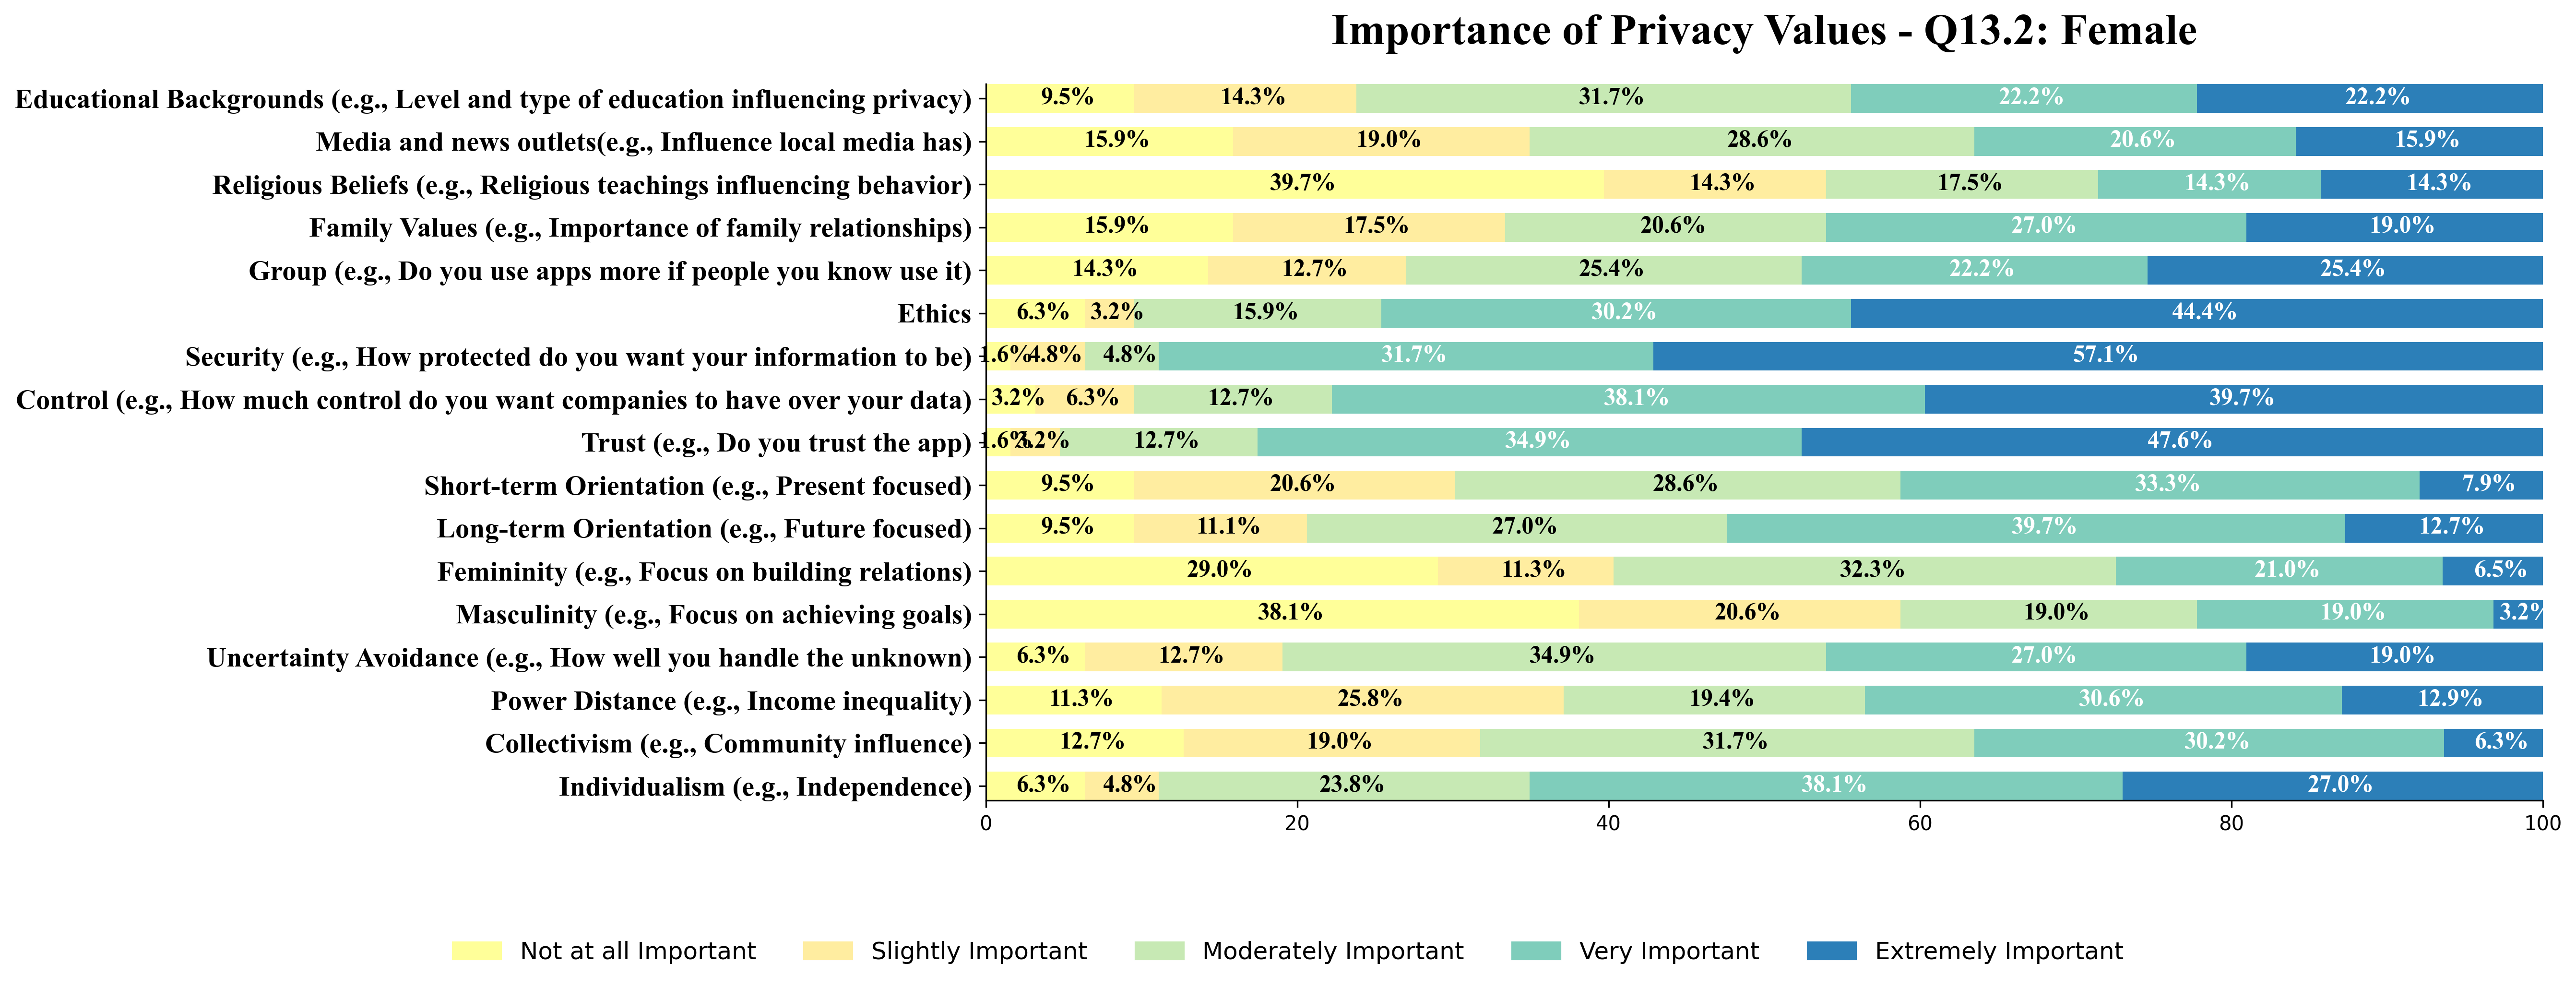 Importance of Privacy Values - Q13.2: Female
Educational Backgrounds (e.g., Level and type of education influencing privacy) 9.5% 14.3% 31.7% 22.2% 22.2%
Media and news outlets(e.g., Influence local media has) 15.9% 19.0% 28.6% 20.6% 15.9%
Religious Beliefs (e.g., Religious teachings influencing behavior) 39.7% 14.3% 17.5% 14.3% 14.3%
Family Values (e.g., Importance of family relationships) 15.9% 17.5% 20.6% 27.0% 19.0%
Group (e.g., Do you use apps more if people you know use it) 14.3% 12.7% 25.4% 22.2% 25.4%
Ethics 6.3% 3.2% 15.9% 30.2% 44.4%
Security (e.g., How protected do you want your information to be) 1.6% 4.8% 4.8% 31.7% 57.1%
Control (e.g., How much control do you want companies to have over your data) 3.2% 6.3% 12.7% 38.1% 39.7%
Trust (e.g., Do you trust the app) 1.6% 3.2% 12.7% 34.9% 47.6%
Short-term Orientation (e.g., Present focused) 9.5% 20.6% 28.6% 33.3% 7.9%
Long-term Orientation (e.g., Future focused) 9.5% 11.1% 27.0% 39.7% 12.7%
Femininity (e.g., Focus on building relations) 29.0% 11.3% 32.3% 21.0% 6.5%
Masculinity (e.g., Focus on achieving goals) 38.1% 20.6% 19.0% 19.0% 3.2%
Uncertainty Avoidance (e.g., How well you handle the unknown) 6.3% 12.7% 34.9% 27.0% 19.0%
Power Distance (e.g., Income inequality) 11.3% 25.8% 19.4% 30.6% 12.9%
Collectivism (e.g., Community influence) 12.7% 19.0% 31.7% 30.2% 6.3%
Individualism (e.g., Independence) 6.3% 4.8% 23.8% 38.1% 27.0%
0 20 40 60 80 100
Not at all Important Slightly Important Moderately Important Very Important Extremely Important